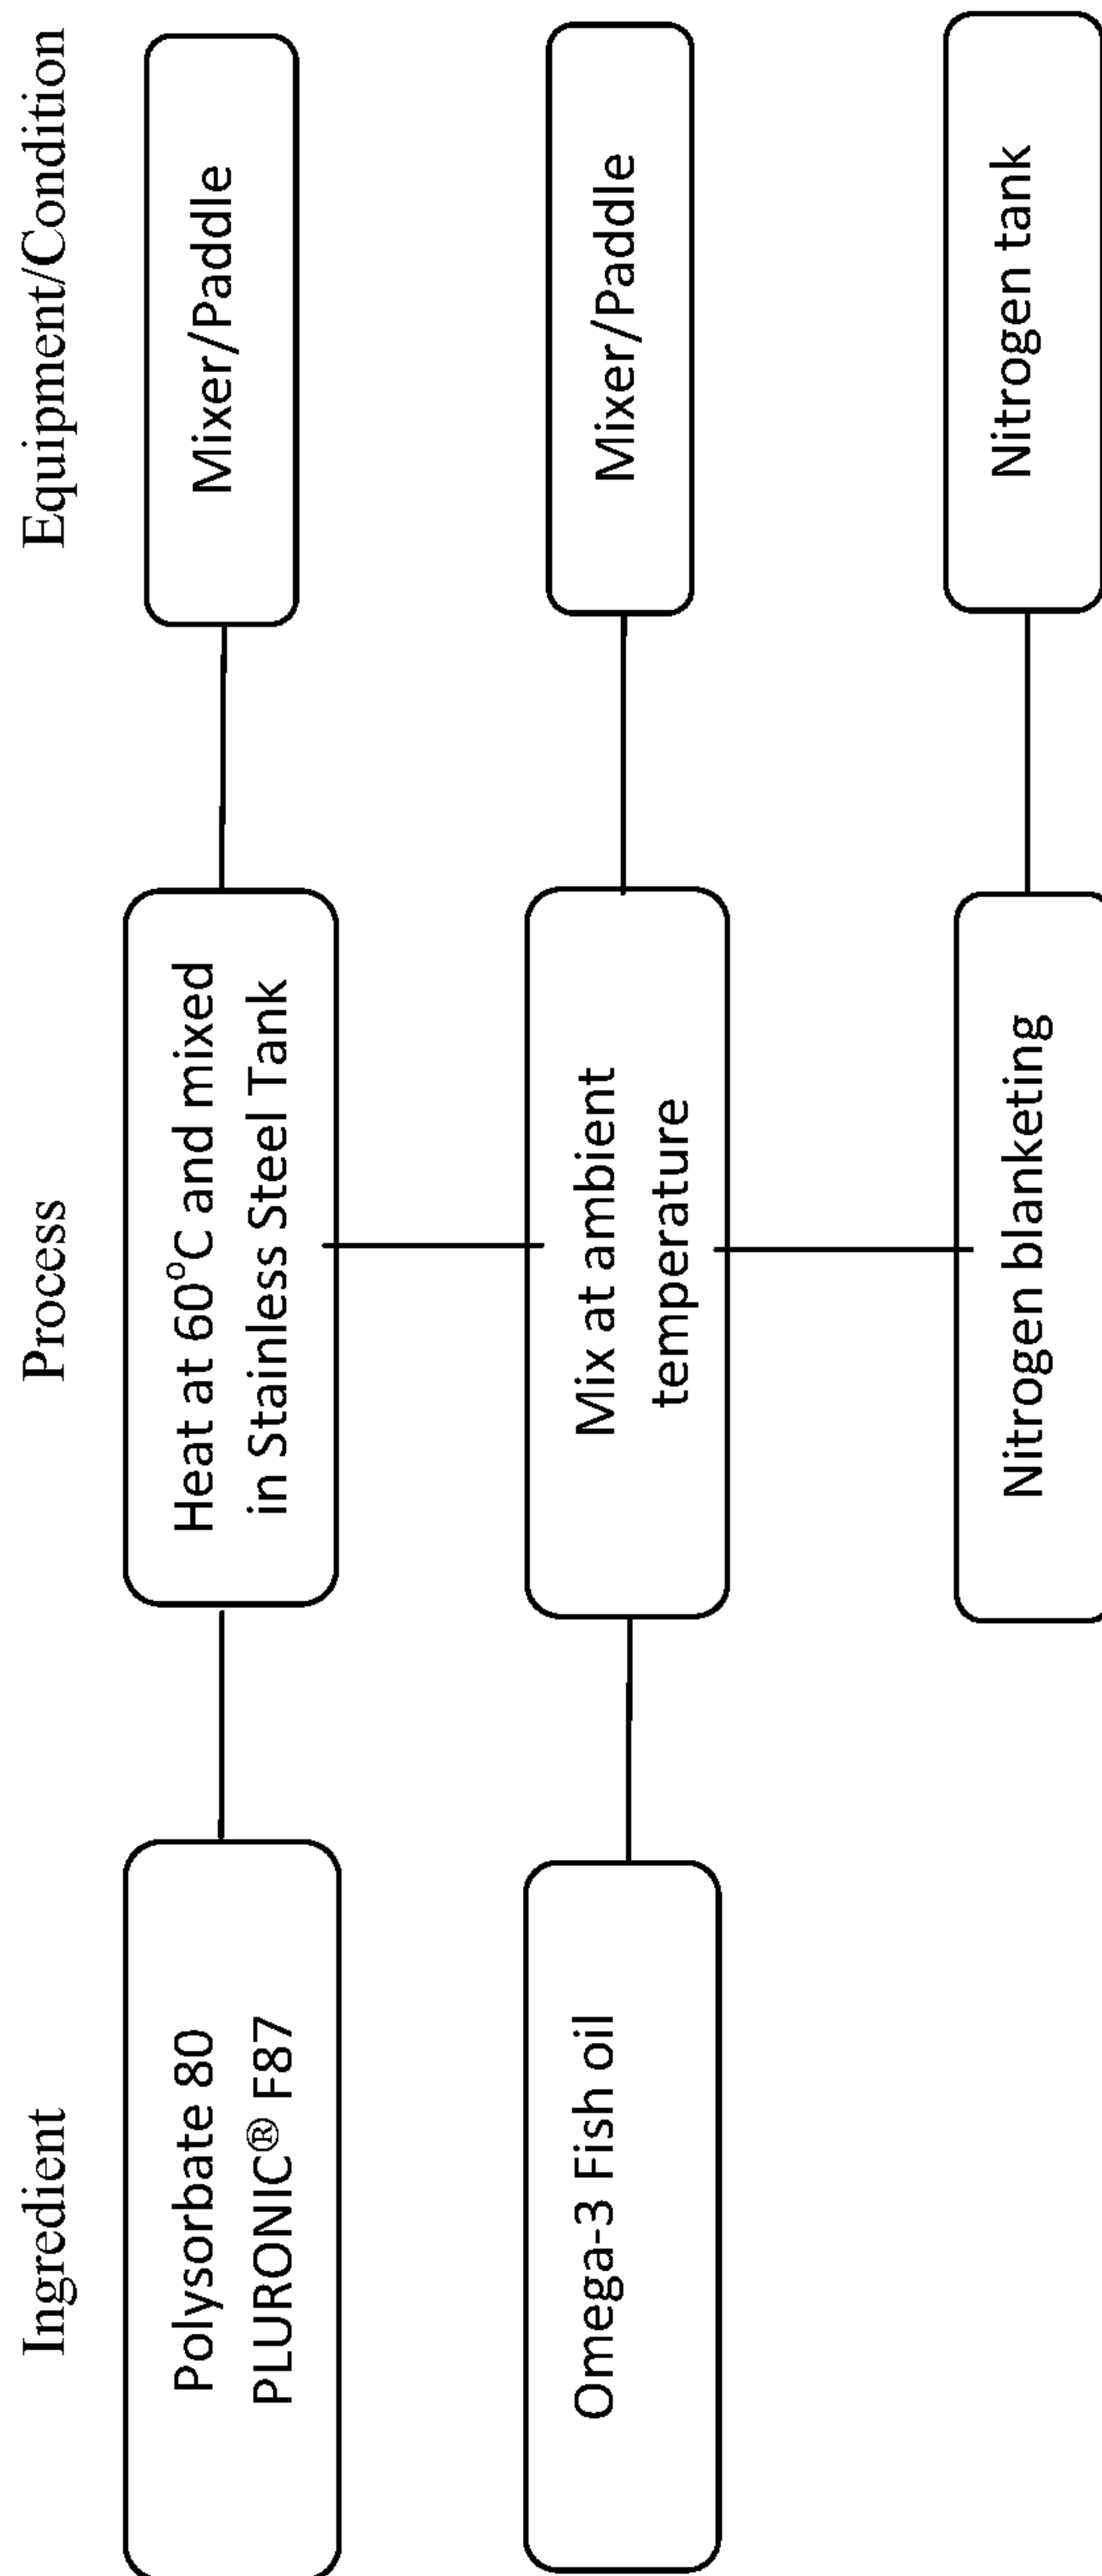 Ingredient
Process
Equipment/Condition
Polysorbate 80
PLURONIC® F87
Heat at 60°C and mixed
in Stainless Steel Tank
Mixer/Paddle
Omega-3 Fish oil
Mix at ambient
temperature
Mixer/Paddle
Nitrogen blanketing
Nitrogen tank